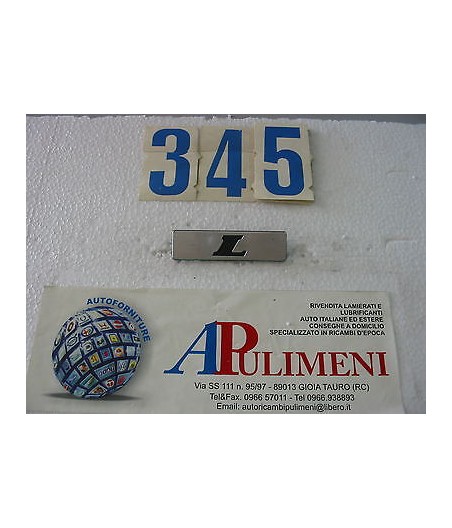 345
L
AUTOFORNITURE
RIVENDITA LAMIERATI E
LUBRIFICANTI
AUTO ITALIANE ED ESTERE
CONSEGNE A DOMICILIO
SPECIALIZZATO IN RICAMBI D'EPOCA
APULIMENI
Via SS 111 n. 95/97 - 89013 GIOIA TAURO (RC)
Tel&Fax. 0966 57011 - Tel 0966.938893
Email: autoricambipulimeni@libero.it